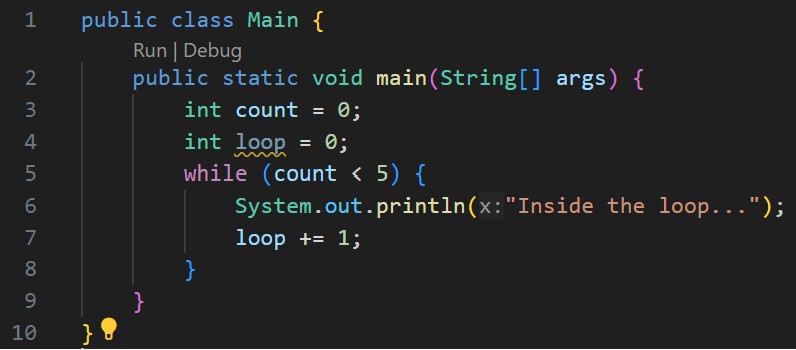 1 public class Main {
Run | Debug
2 public static void main(String[] args) {
3 int count = 0;
4 int loop = 0;
5 while (count < 5) {
6 System.out.println(x:"Inside the loop...");
7 loop += 1;
8 }
9 }
10 }